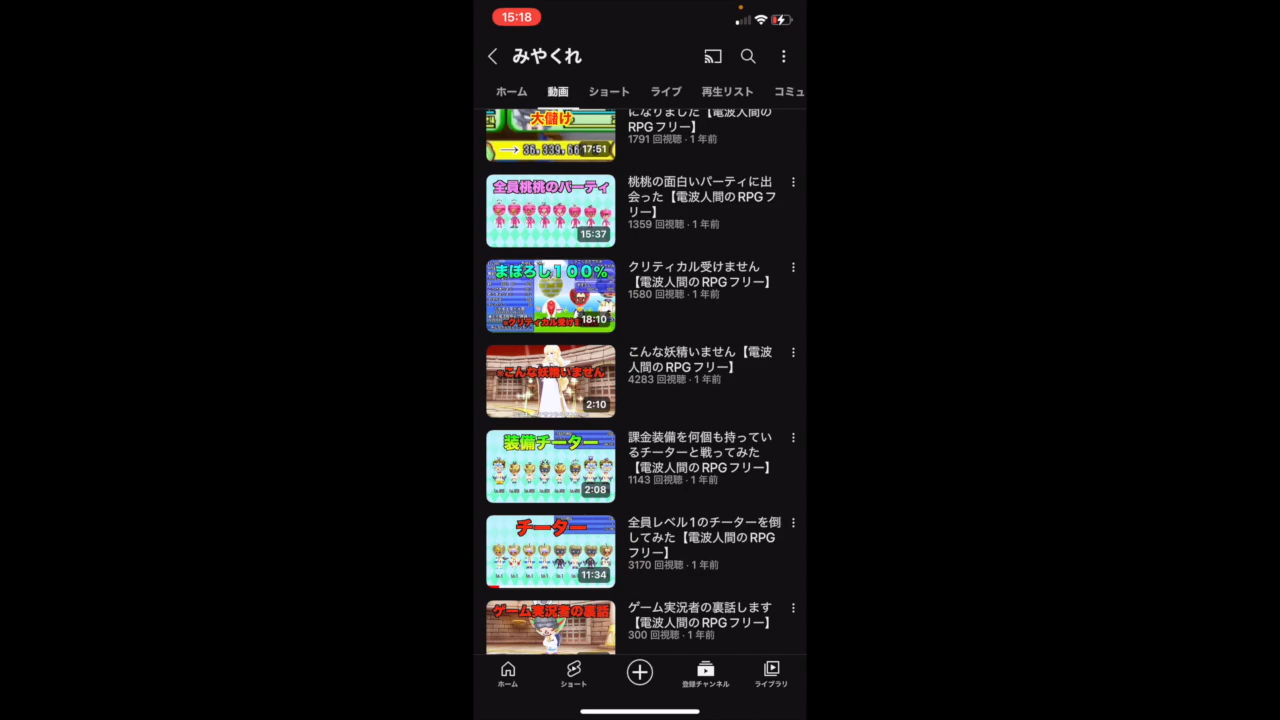 15:18
みやくれ
ホーム 動画 ショート ライブ 再生リスト コミュ
大儲け
17:51
になりました【電波人間の
RPGフリー】
1791 回視聴・1 年前
全員桃桃のパーティ
15:37
桃桃の面白いパーティに出
会った【電波人間のRPGフ
リー】
1359 回視聴・1 年前
まぼろし100%
18:10
クリティカル受けません
【電波人間のRPGフリー】
1580 回視聴・1 年前
※こんな妖精いません
2:10
こんな妖精いません【電波
人間のRPGフリー】
4283 回視聴・1 年前
装備チーター
2:08
課金装備を何個も持ってい
るチーターと戦ってみた
【電波人間のRPGフリー】
1143 回視聴・1 年前
チーター
11:34
全員レベル1のチーターを倒
してみた【電波人間のRPG
フリー】
3170 回視聴・1 年前
ゲーム実況者の裏話
ゲーム実況者の裏話します
【電波人間のRPGフリー】
300 回視聴・1 年前
ホーム ショート 登録チャンネル ライブラリ